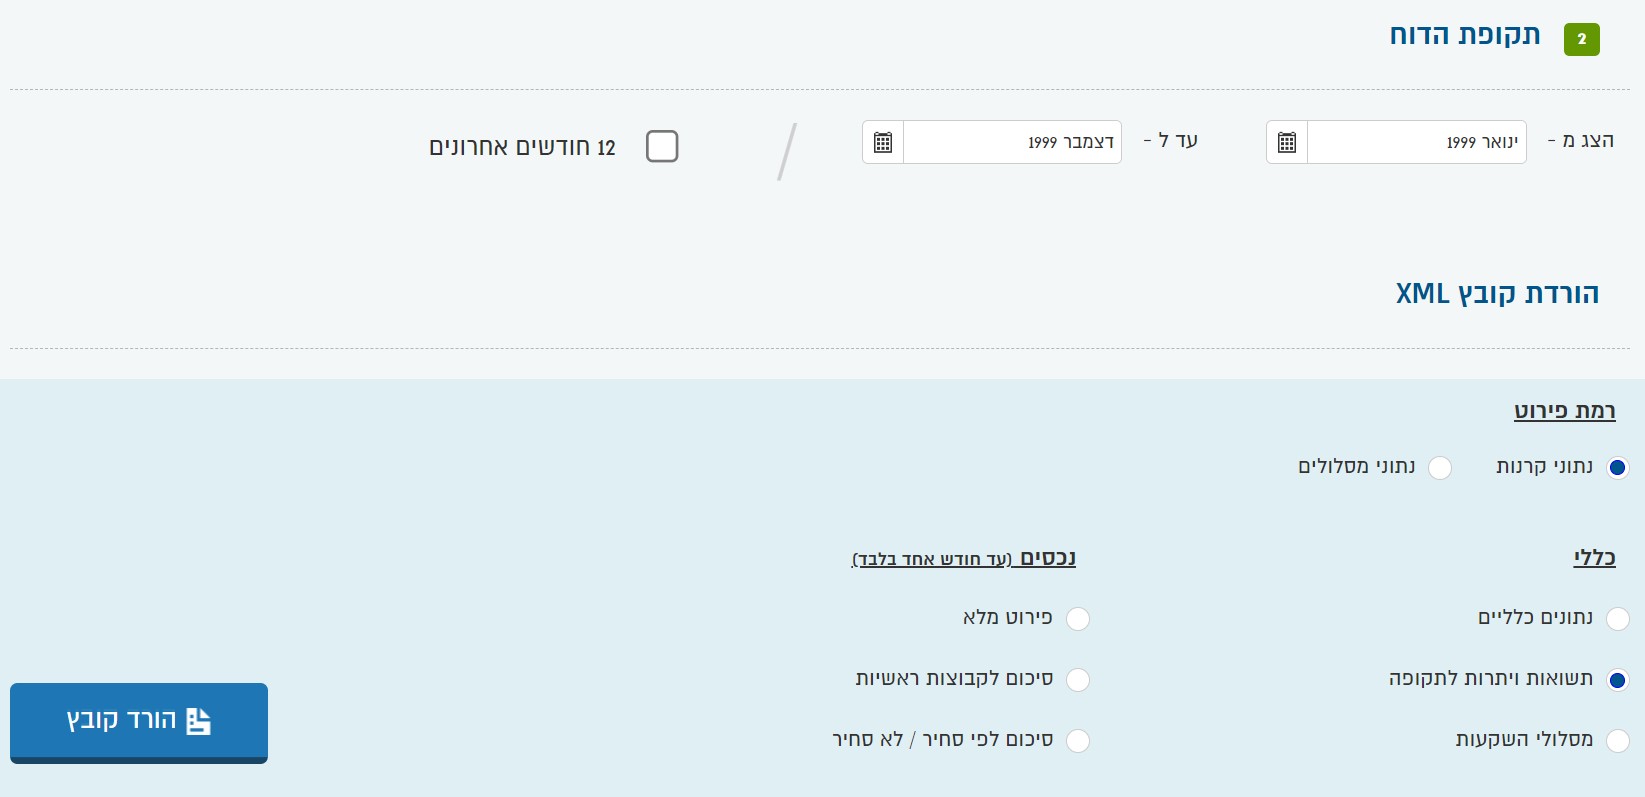 2 תקופת הדוח
הצג מ - ינואר 1999 עד ל - דצמבר 1999 / 12 חודשים אחרונים
הורדת קובץ XML
רמת פירוט
נתוני קרנות נתוני מסלולים
כללי נכסים (עד חודש אחד בלבד)
נתונים כלליים פירוט מלא
תשואות ויתרות לתקופה סיכום לקבוצות ראשיות
מסלולי השקעות סיכום לפי סחיר / לא סחיר
הורד קובץ